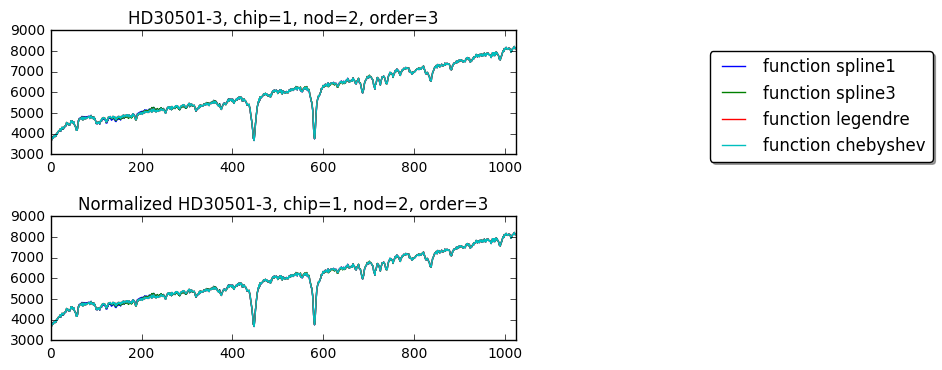 HD30501-3, chip=1, nod=2, order=3
9000
8000
7000
6000
5000
4000
3000
0 200 400 600 800 1000
function spline1
function spline3
function legendre
function chebyshev
Normalized HD30501-3, chip=1, nod=2, order=3
9000
8000
7000
6000
5000
4000
3000
0 200 400 600 800 1000